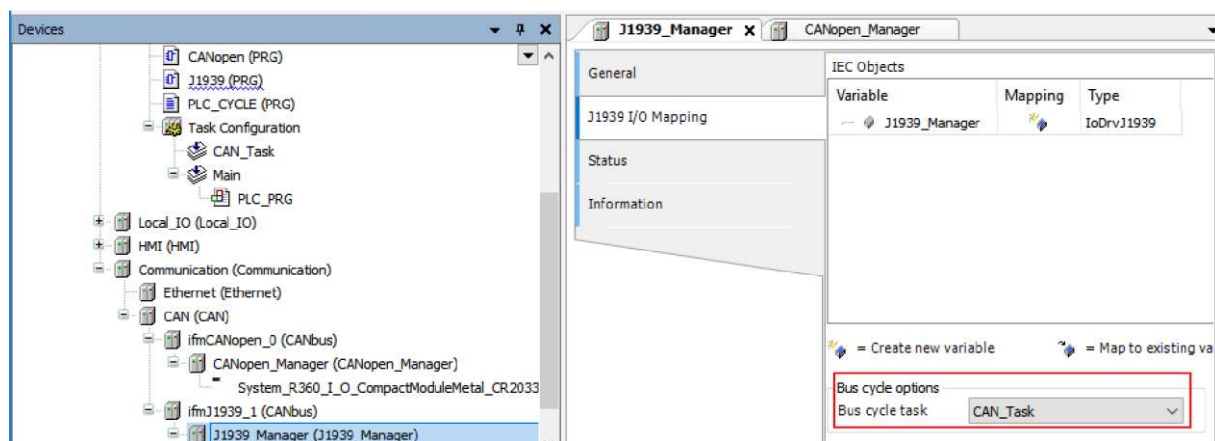 Devices
CANopen (PRG)
J1939 (PRG)
PLC_CYCLE (PRG)
Task Configuration
CAN_Task
Main
PLC_PRG
Local_IO (Local_IO)
HMI (HMI)
Communication (Communication)
Ethernet (Ethernet)
CAN (CAN)
ifmCANopen_0 (CANbus)
CANopen_Manager (CANopen_Manager)
System_R360_I_O_CompactModuleMetal_CR2033
ifmJ1939_1 (CANbus)
J1939_Manager (J1939_Manager)
J1939_Manager X CANopen_Manager
General
J1939 I/O Mapping
Status
Information
IEC Objects
Variable Mapping Type
J1939_Manager IoDrvJ1939
= Create new variable = Map to existing va
Bus cycle options
Bus cycle task CAN_Task